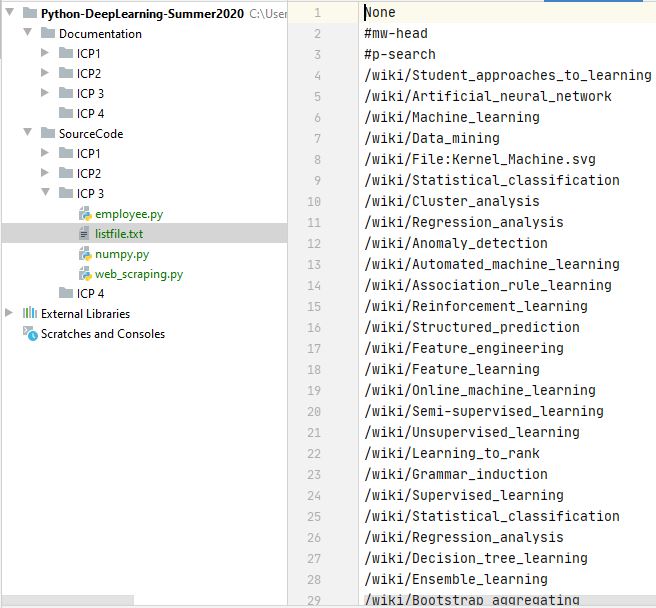 Python-DeepLearning-Summer2020 C:\User
Documentation
ICP1
ICP2
ICP 3
ICP 4
SourceCode
ICP1
ICP2
ICP 3
employee.py
listfile.txt
numpy.py
web_scraping.py
ICP 4
External Libraries
Scratches and Consoles
1 None
2 #mw-head
3 #p-search
4 /wiki/Student_approaches_to_learning
5 /wiki/Artificial_neural_network
6 /wiki/Machine_learning
7 /wiki/Data_mining
8 /wiki/File:Kernel_Machine.svg
9 /wiki/Statistical_classification
10 /wiki/Cluster_analysis
11 /wiki/Regression_analysis
12 /wiki/Anomaly_detection
13 /wiki/Automated_machine_learning
14 /wiki/Association_rule_learning
15 /wiki/Reinforcement_learning
16 /wiki/Structured_prediction
17 /wiki/Feature_engineering
18 /wiki/Feature_learning
19 /wiki/Online_machine_learning
20 /wiki/Semi-supervised_learning
21 /wiki/Unsupervised_learning
22 /wiki/Learning_to_rank
23 /wiki/Grammar_induction
24 /wiki/Supervised_learning
25 /wiki/Statistical_classification
26 /wiki/Regression_analysis
27 /wiki/Decision_tree_learning
28 /wiki/Ensemble_learning
29 /wiki/Bootstrap_aggregating